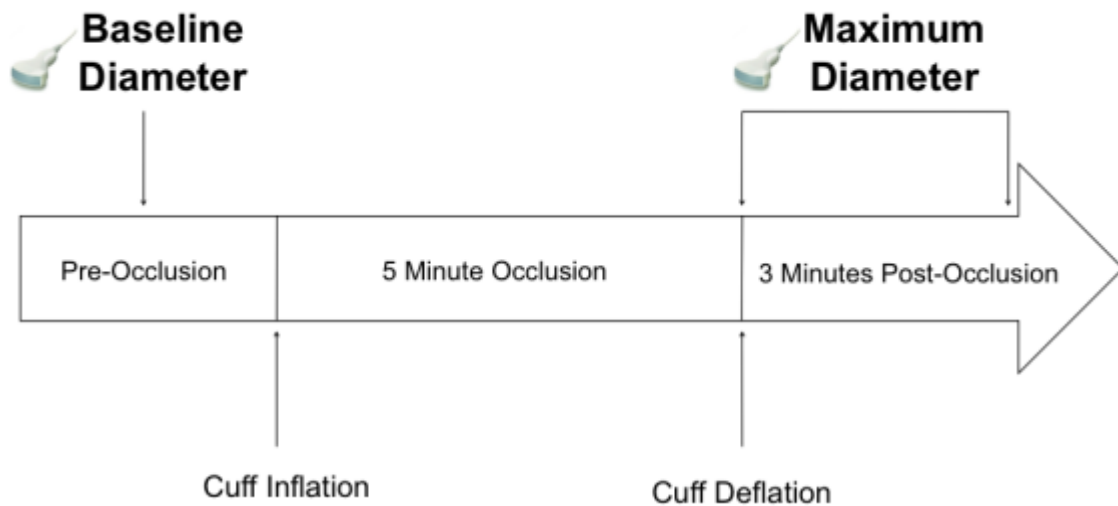 Baseline
Diameter
Maximum
Diameter
Pre-Occlusion
5 Minute Occlusion
3 Minutes Post-Occlusion
Cuff Inflation
Cuff Deflation